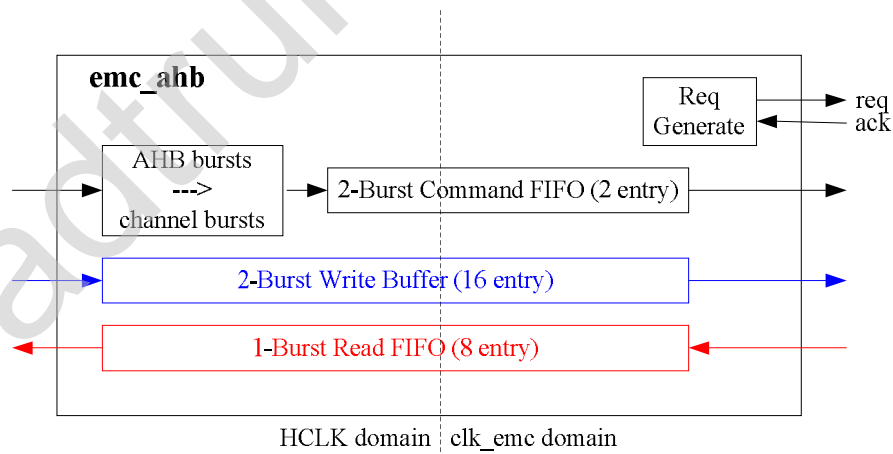 emc_ahb
Req
Generate
req
ack
AHB bursts
--->
channel bursts
2-Burst Command FIFO (2 entry)
2-Burst Write Buffer (16 entry)
1-Burst Read FIFO (8 entry)
HCLK domain
clk_emc domain